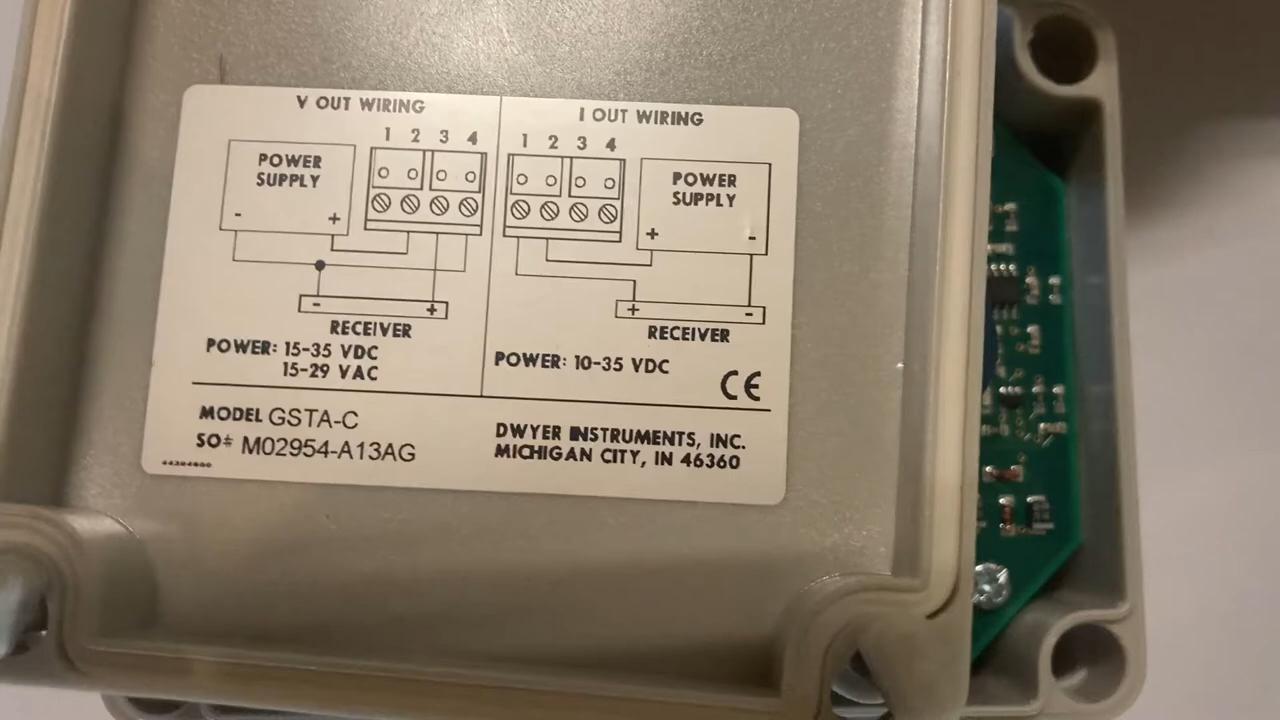 V OUT WIRING
1 2 3 4
POWER
SUPPLY
- +
- +
RECEIVER
POWER: 15-35 VDC
15-29 VAC
I OUT WIRING
1 2 3 4
POWER
SUPPLY
+ -
+ -
RECEIVER
POWER: 10-35 VDC
CE
MODEL GSTA-C
SO# M02954-A13AG
DWYER INSTRUMENTS, INC.
MICHIGAN CITY, IN 46360